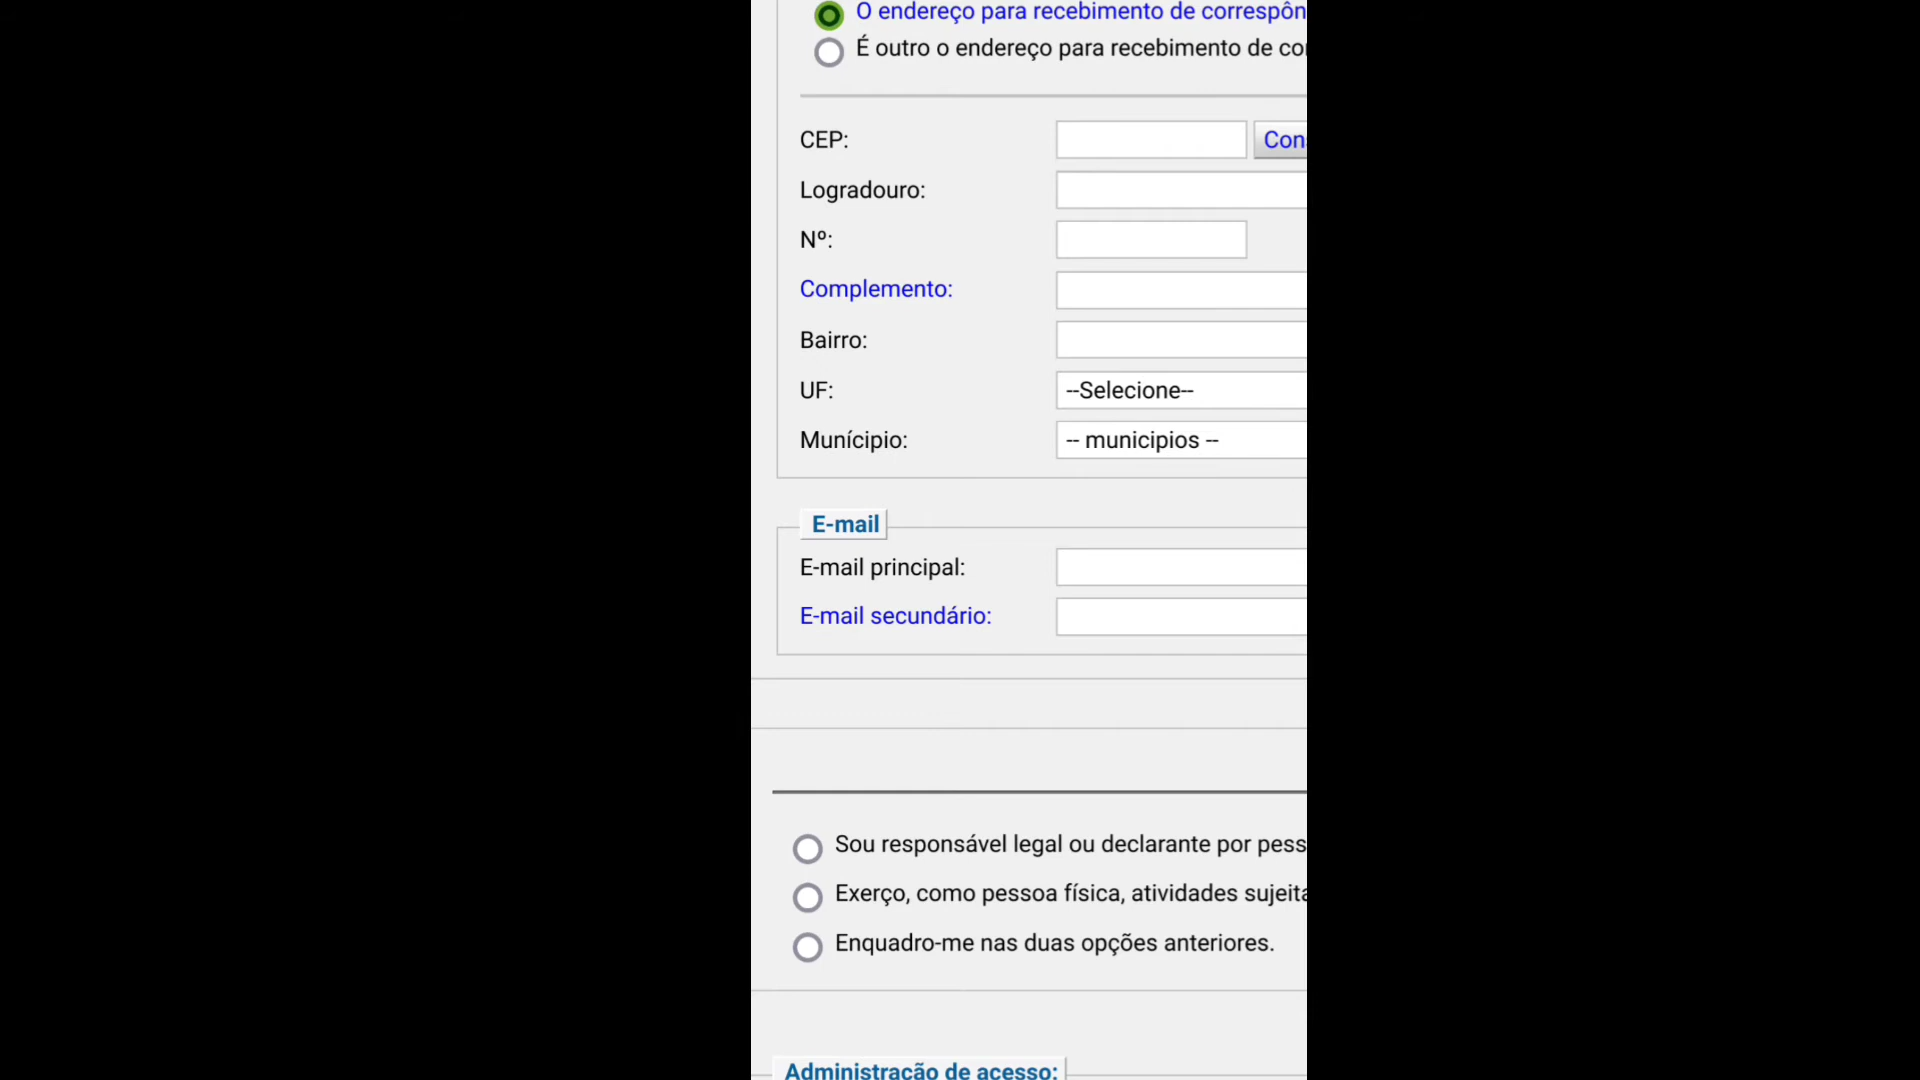 O endereço para recebimento de correspôn
É outro o endereço para recebimento de co
CEP:
Con
Logradouro:
Nº:
Complemento:
Bairro:
UF:
--Selecione--
Munícipio:
-- municipios --
E-mail
E-mail principal:
E-mail secundário:
Sou responsável legal ou declarante por pess
Exerço, como pessoa física, atividades sujeita
Enquadro-me nas duas opções anteriores.
Administração de acesso: